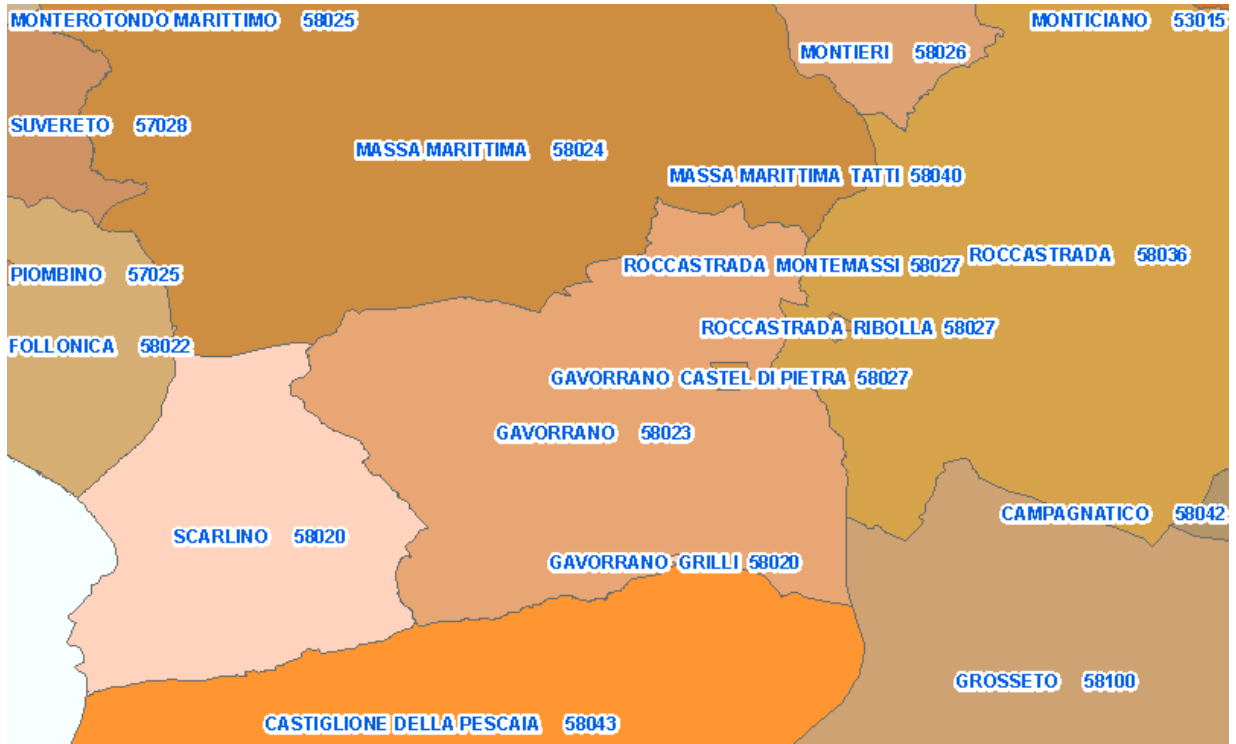 MONTEROTONDO MARITTIMO 58025
MONTICIANO 53015
MONTIERI 58026
SUVERETO 57028
MASSA MARITTIMA 58024
MASSA MARITTIMA TATTI 58040
ROCCASTRADA 58036
ROCCASTRADA MONTEMASSI 58027
PIOMBINO 57025
ROCCASTRADA RIBOLLA 58027
FOLLONICA 58022
GAVORRANO CASTEL DI PIETRA 58027
GAVORRANO 58023
CAMPAGNATICO 58042
SCARLINO 58020
GAVORRANO GRILLI 58020
GROSSETO 58100
CASTIGLIONE DELLA PESCAIA 58043